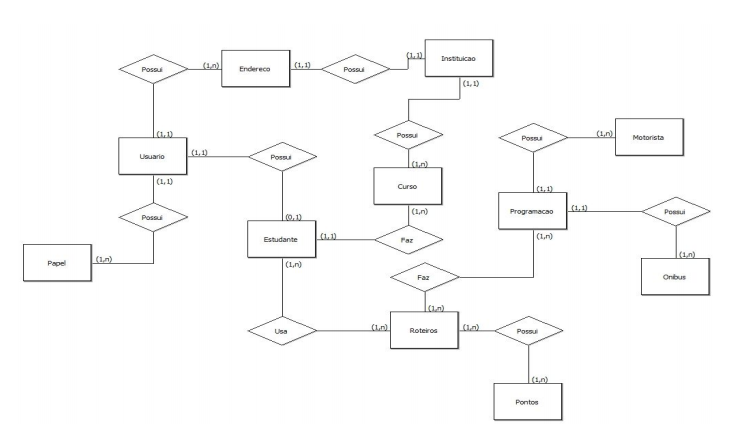 (1,1)
Instituicao
Possui
(1,n)
Endereco
(1,1)
Possui
(1,1)
Possui
(1,n)
Motorista
Possui
(1,1)
Usuario
(1,1)
Possui
(1,n)
Curso
(1,1)
(1,n)
(1,1)
Programacao
(1,1)
Possui
Possui
(0,1)
(1,n)
Estudante
(1,1)
Faz
Papel
(1,n)
(1,n)
(1,n)
Faz
Onibus
(1,n)
Usa
(1,n)
Roteiros
(1,n)
Possui
(1,n)
Pontos